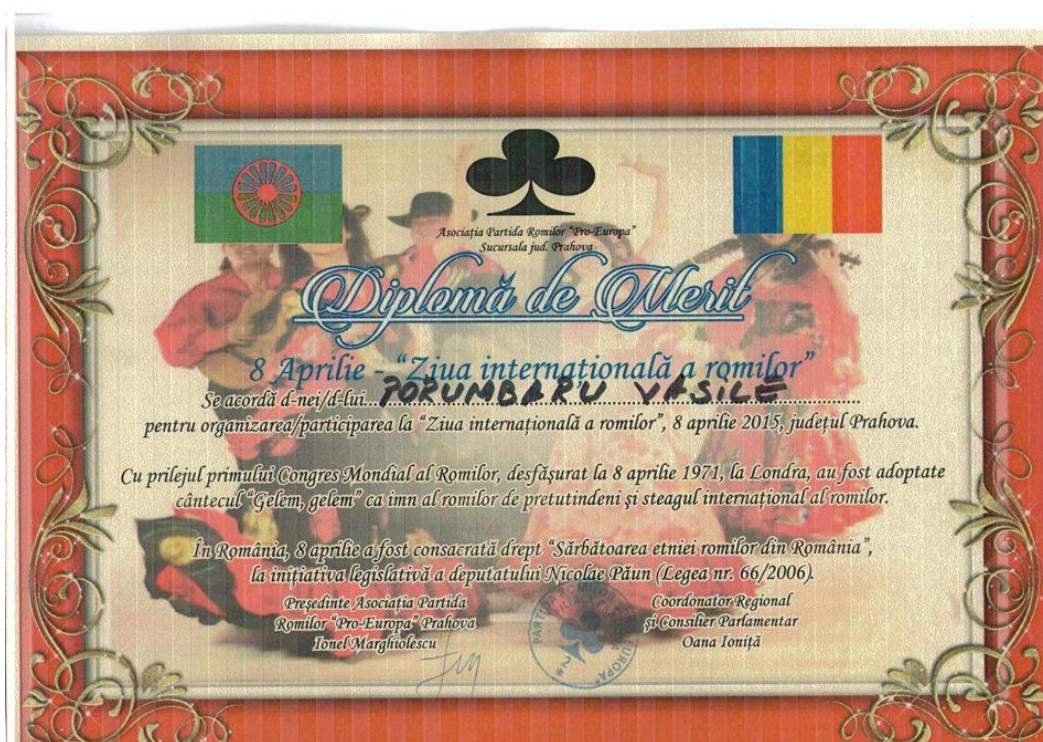 Asociația Partida Romilor "Pro-Europa"
Sucursala jud. Prahova
Diplomă de Merit
8 Aprilie - "Ziua internațională a romilor"
Se acordă d-nei/d-lui...PORUMBARU VASILE...
pentru organizarea/participarea la "Ziua internațională a romilor", 8 aprilie 2015, județul Prahova.
Cu prilejul primului Congres Mondial al Romilor, desfășurat la 8 aprilie 1971, la Londra, au fost adoptate
cântecul "Gelem, gelem" ca imn al romilor de pretutindeni și steagul internațional al romilor.
În România, 8 aprilie a fost consacrată drept "Sărbătoarea etniei romilor din România",
la inițiativa legislativă a deputatului Nicolae Păun (Legea nr. 66/2006).
Președinte Asociația Partida
Romilor "Pro-Europa" Prahova
Ionel Marghiolescu
Coordonator Regional
și Consilier Parlamentar
Oana Ioniță